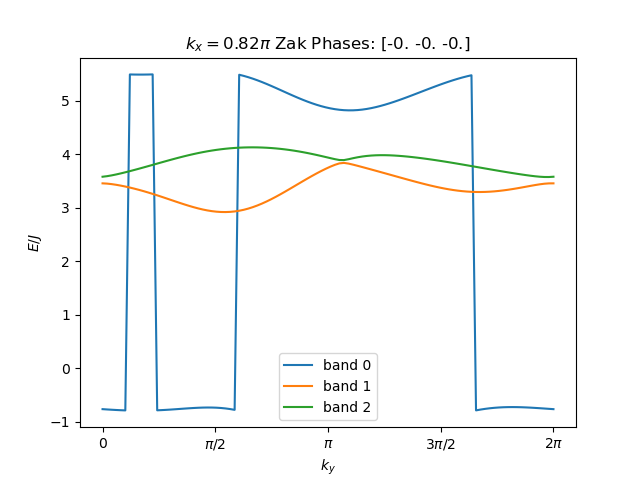 $k_x = 0.82\pi$ Zak Phases: [-0. -0. -0.]
E/J
5
4
3
2
1
0
−1
band 0
band 1
band 2
0
π/2
π
3π/2
2π
$k_y$